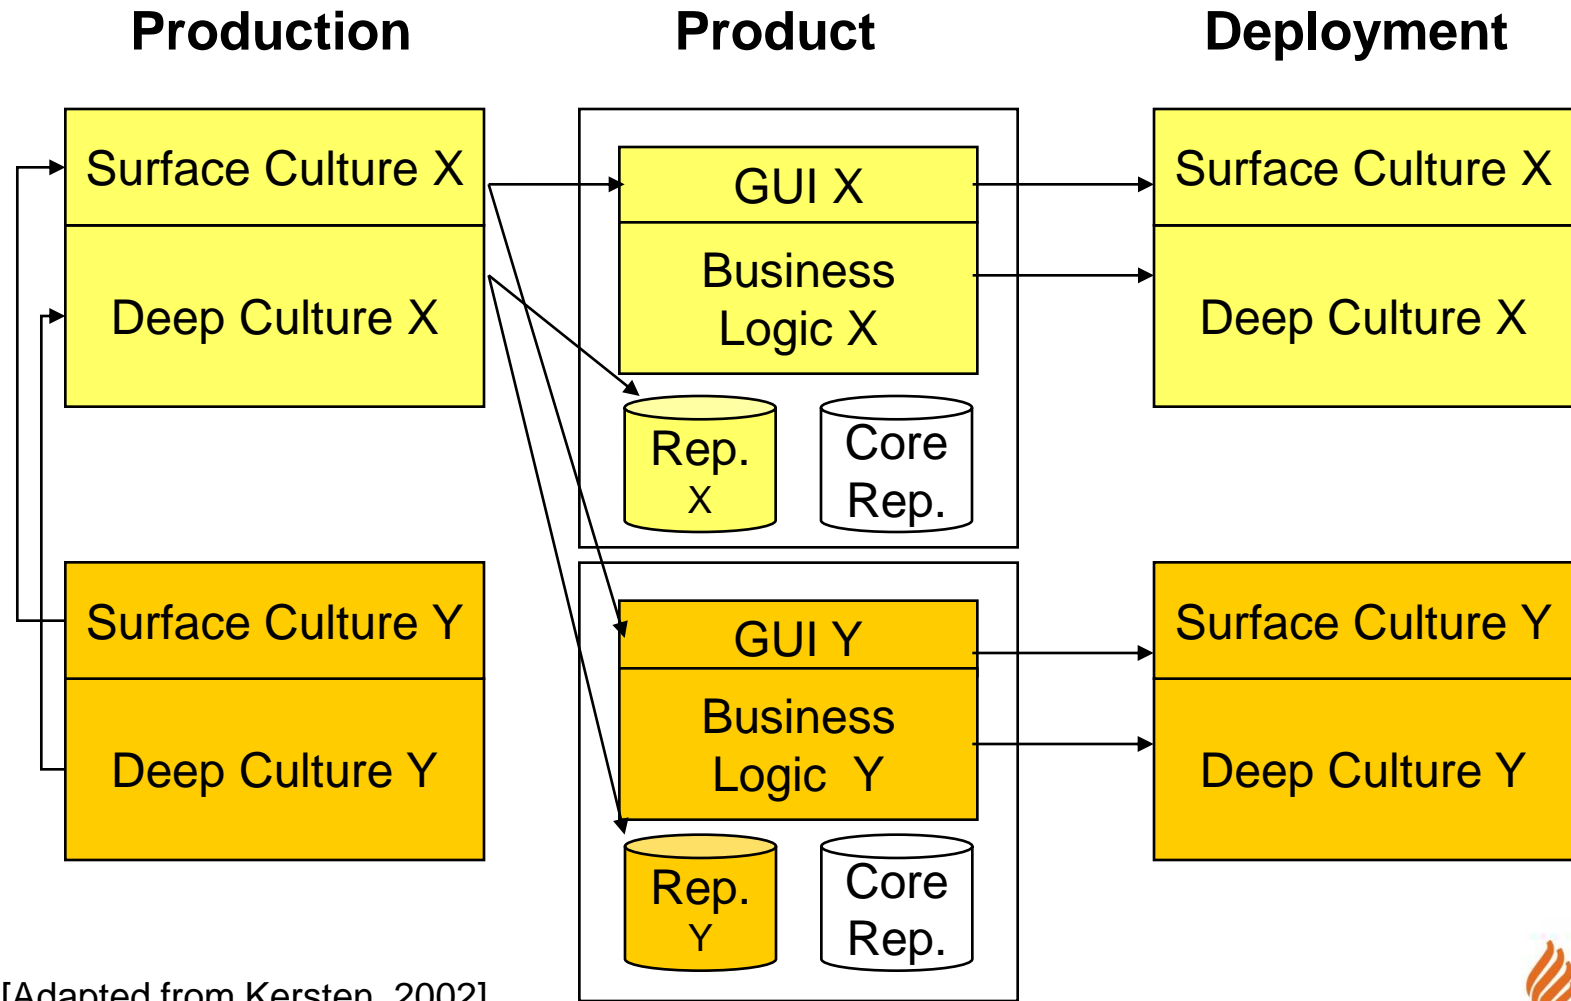 Production Product Deployment
Surface Culture X
Deep Culture X
GUI X
Business
Logic X
Rep.
X
Core
Rep.
Surface Culture X
Deep Culture X
Surface Culture Y
Deep Culture Y
GUI Y
Business
Logic Y
Rep.
Y
Core
Rep.
Surface Culture Y
Deep Culture Y
[Adapted from Kersten, 2002]